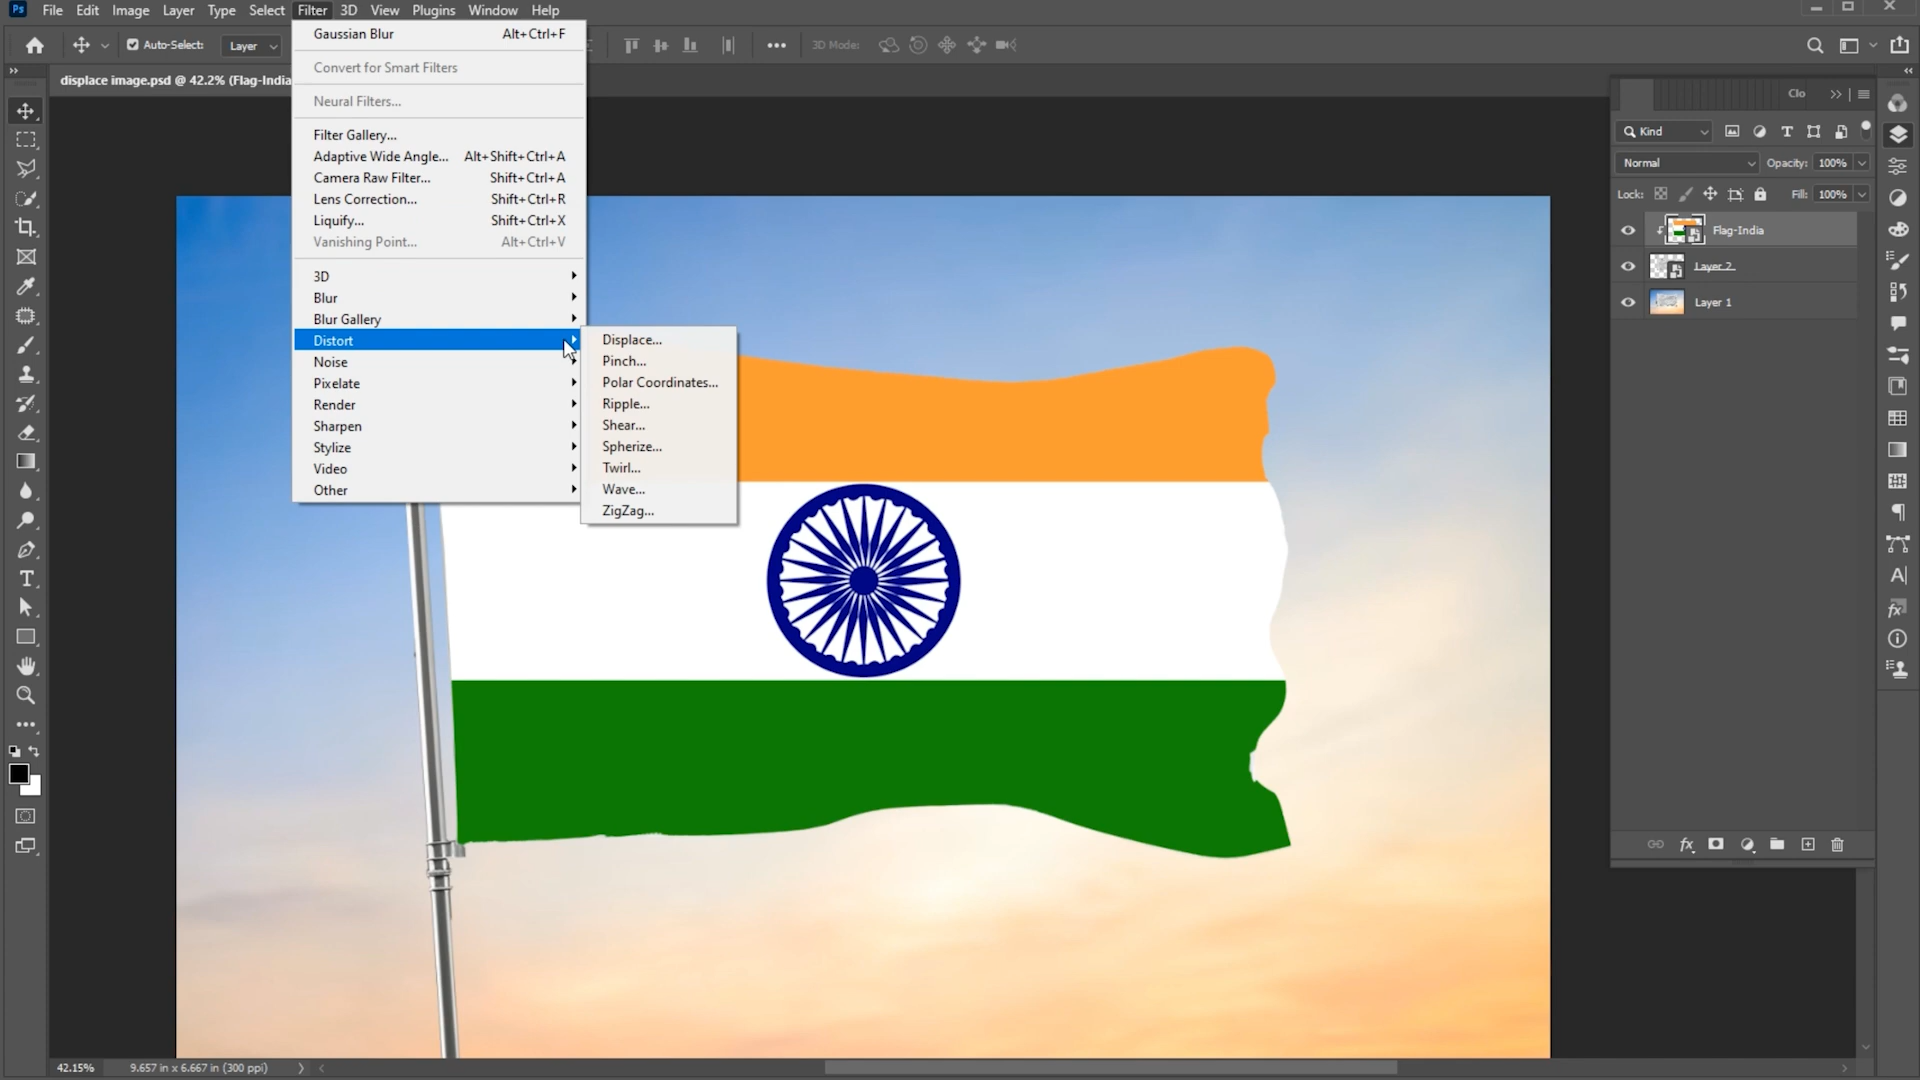 Ps File Edit Image Layer Type Select Filter 3D View Plugins Window Help
Auto-Select: Layer 3D Mode:
displace image.psd @ 42.2% (Flag-India
Gaussian Blur Alt+Ctrl+F
Convert for Smart Filters
Neural Filters...
Filter Gallery...
Adaptive Wide Angle... Alt+Shift+Ctrl+A
Camera Raw Filter... Shift+Ctrl+A
Lens Correction... Shift+Ctrl+R
Liquify... Shift+Ctrl+X
Vanishing Point... Alt+Ctrl+V
3D
Blur
Blur Gallery
Distort
Noise
Pixelate
Render
Sharpen
Stylize
Video
Other
Displace...
Pinch...
Polar Coordinates...
Ripple...
Shear...
Spherize...
Twirl...
Wave...
ZigZag...
Clo
Kind
Normal Opacity: 100%
Lock: Fill: 100%
Flag-India
Layer 2
Layer 1
fx
42.15% 9.657 in x 6.667 in (300 ppi)